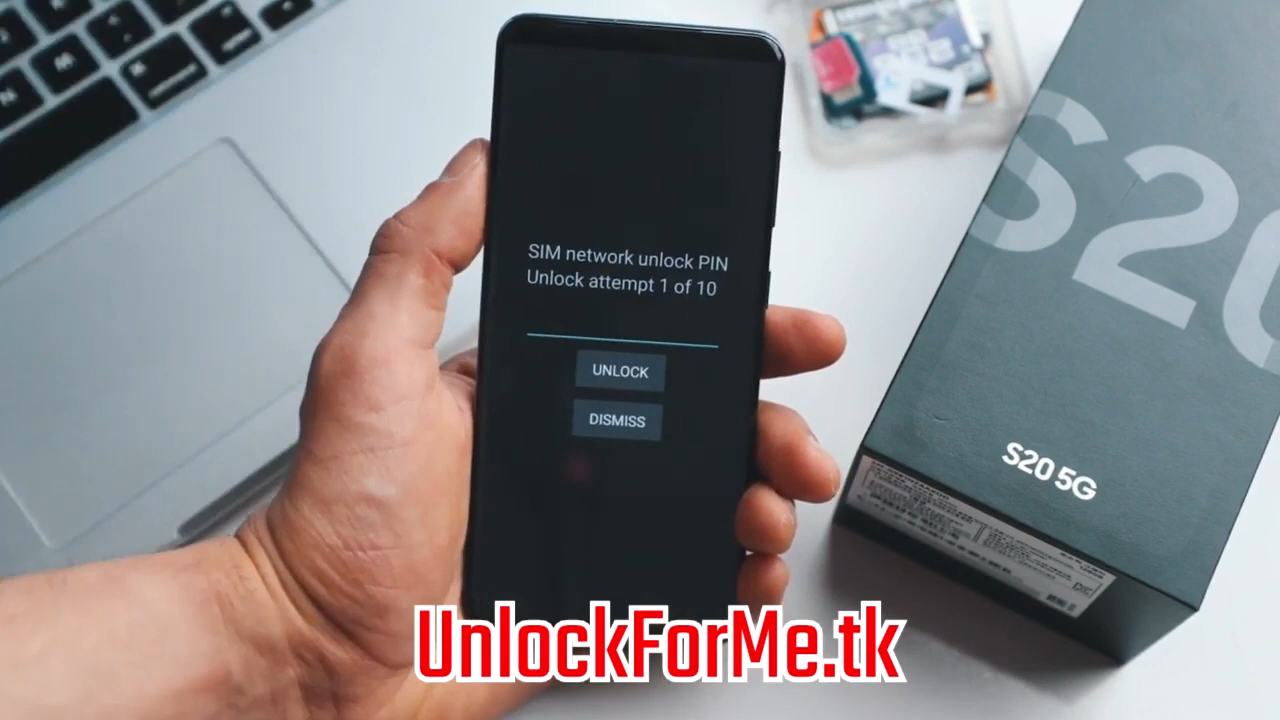 SIM network unlock PIN
Unlock attempt 1 of 10
UNLOCK
DISMISS
S20
S20 5G
UnlockForMe.tk